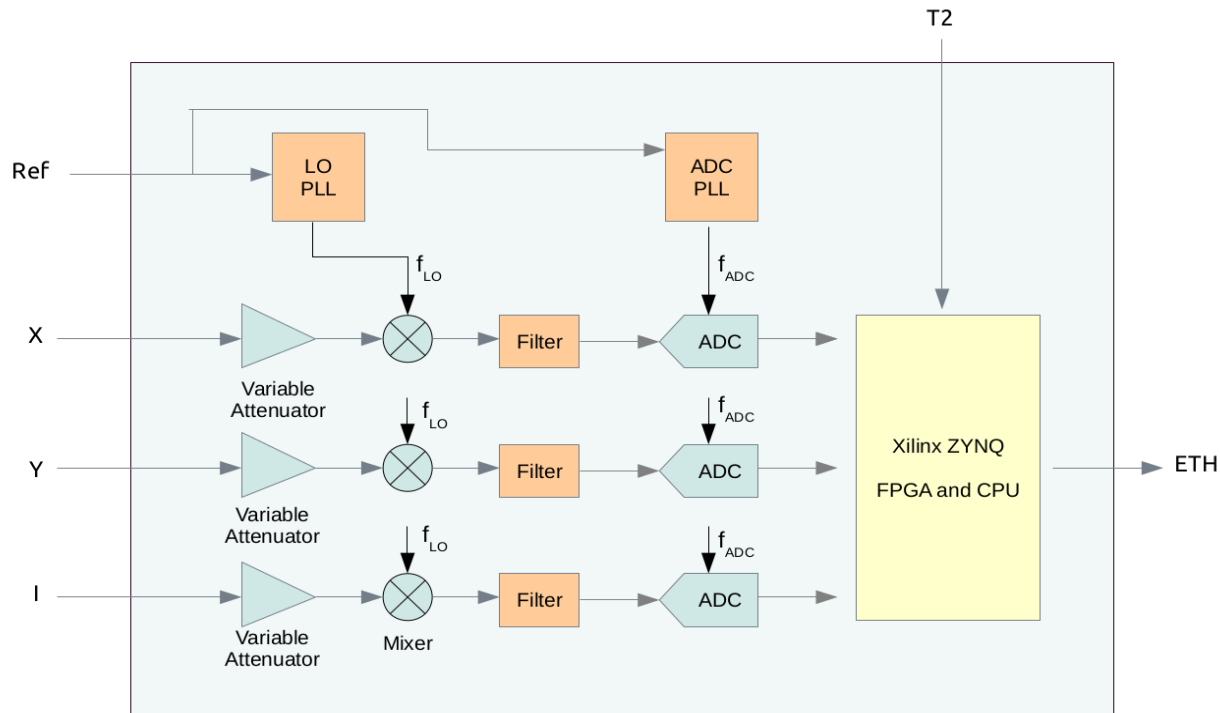 T2
Ref
LO
PLL
ADC
PLL
fLO
fADC
X
Filter
ADC
Variable
Attenuator
fLO
fADC
Y
Filter
ADC
Xilinx ZYNQ
FPGA and CPU
ETH
Variable
Attenuator
fLO
fADC
I
Filter
ADC
Variable
Attenuator
Mixer